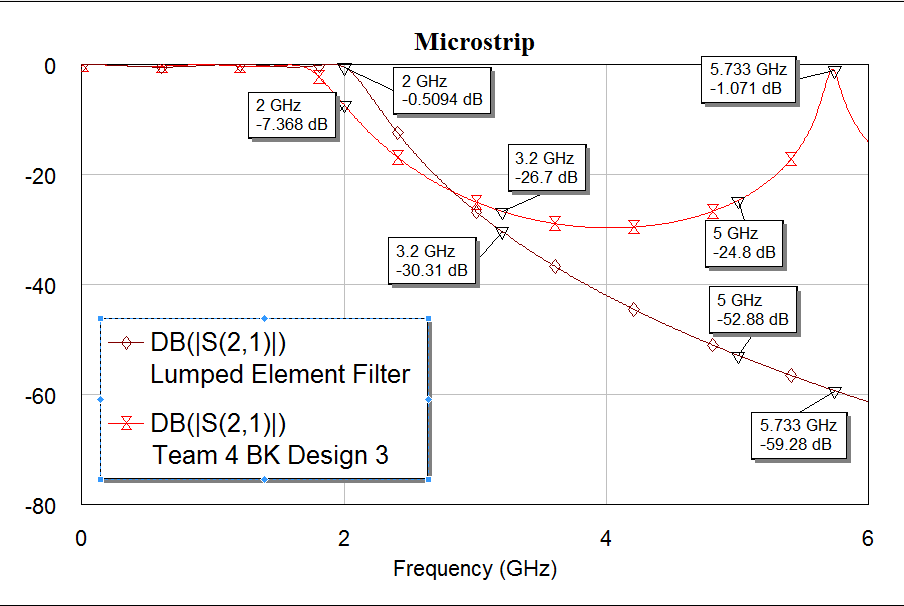 Microstrip
0
-20
-40
-60
-80
0
2
4
6
Frequency (GHz)
2 GHz
-7.368 dB
2 GHz
-0.5094 dB
3.2 GHz
-26.7 dB
3.2 GHz
-30.31 dB
5.733 GHz
-1.071 dB
5 GHz
-24.8 dB
5 GHz
-52.88 dB
5.733 GHz
-59.28 dB
DB(|S(2,1)|)
Lumped Element Filter
DB(|S(2,1)|)
Team 4 BK Design 3